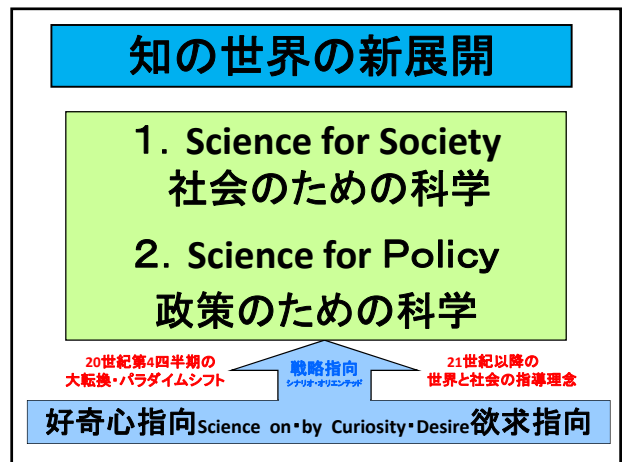 知の世界の新展開
１．Science for Society
社会のための科学
２．Science for Policy
政策のための科学
20世紀第4四半期の
大転換・パラダイムシフト
戦略指向
シナリオ・オリエンテッド
21世紀以降の
世界と社会の指導理念
好奇心指向Science on・by Curiosity・Desire欲求指向